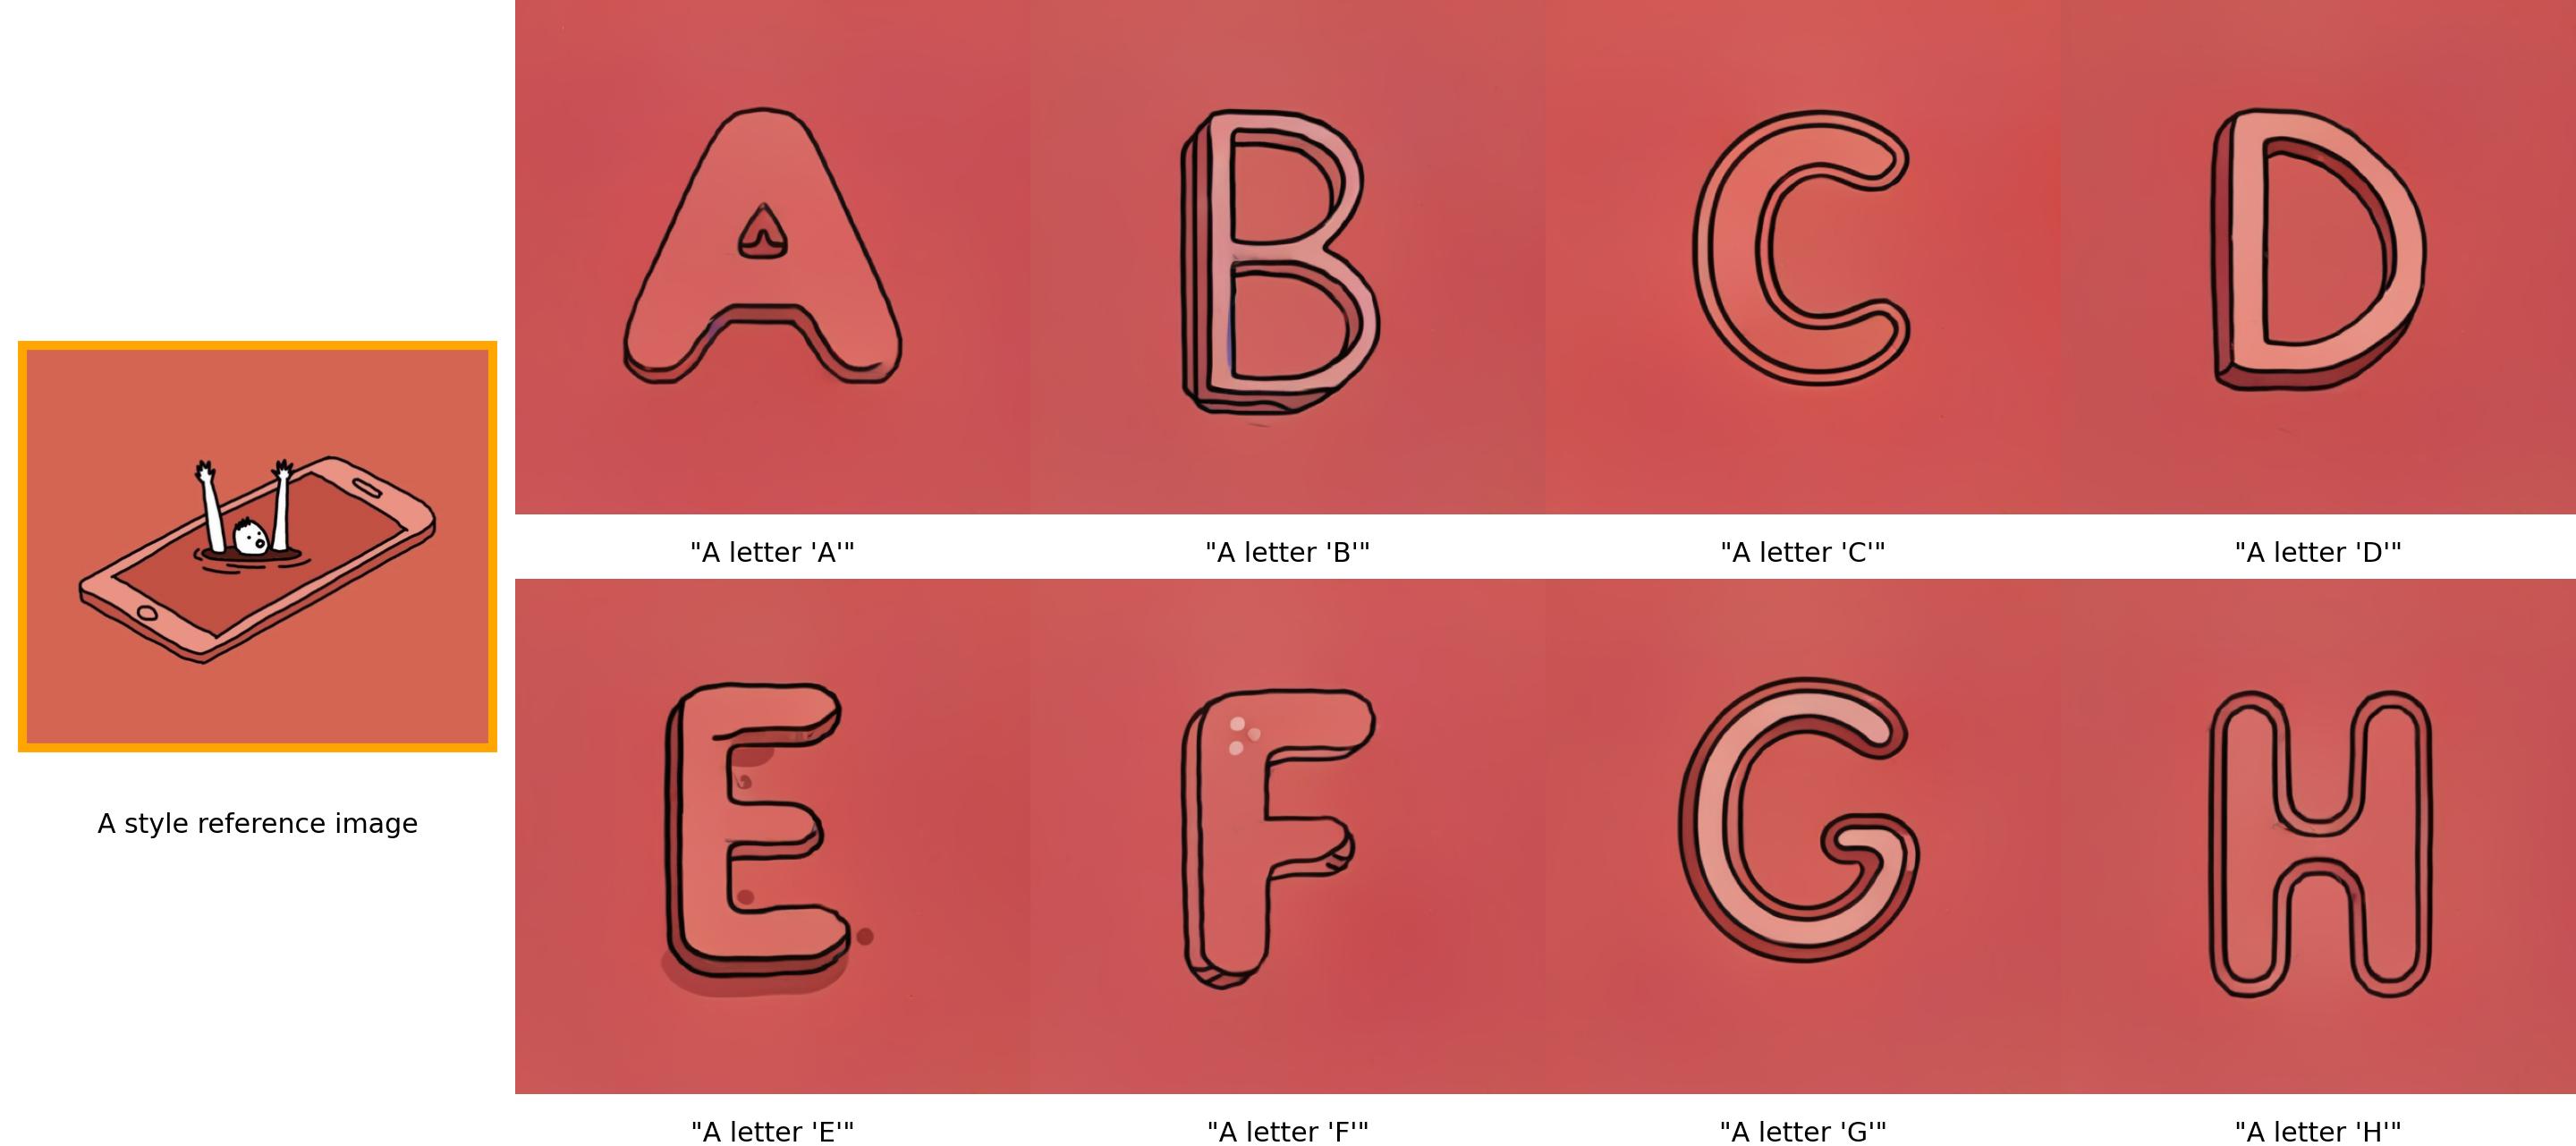 A
B
C
D
"A letter 'A'"
"A letter 'B'"
"A letter 'C'"
"A letter 'D'"
A style reference image
E
F
G
H
"A letter 'E'"
"A letter 'F'"
"A letter 'G'"
"A letter 'H'"